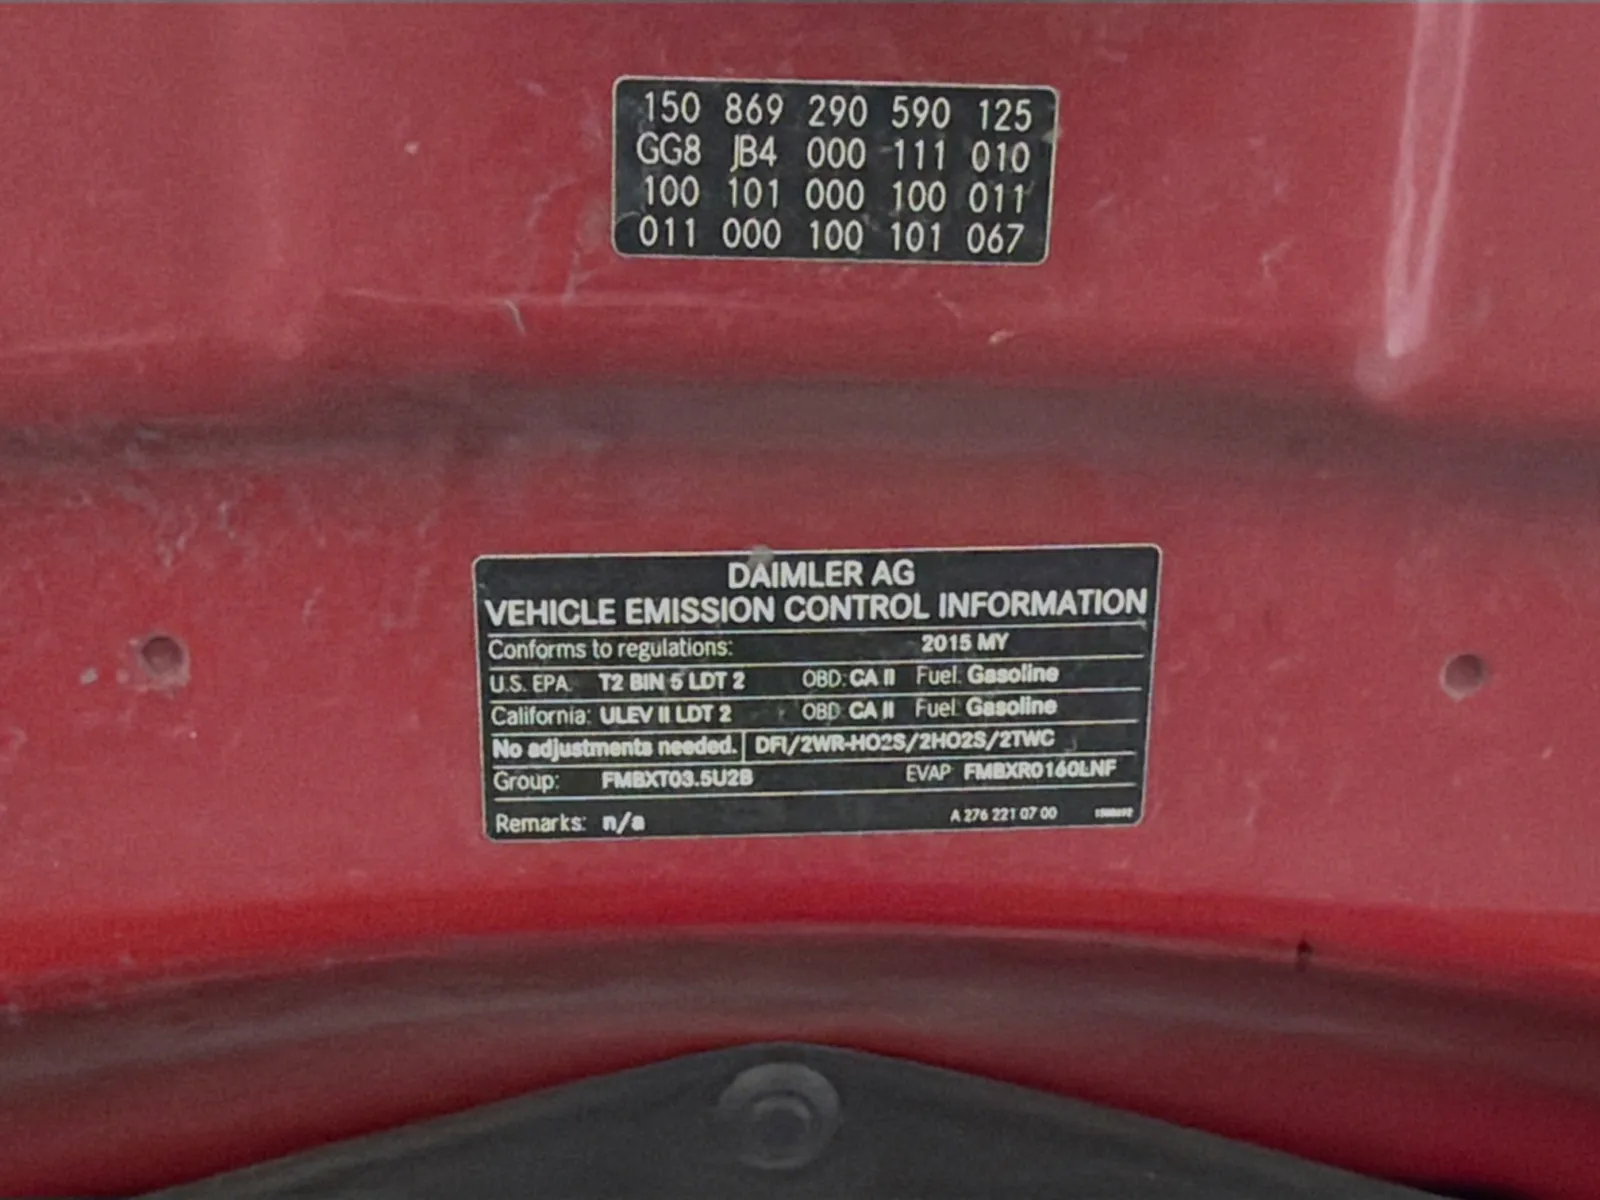 150 869 290 590 125
GG8 JB4 000 111 010
100 101 000 100 011
011 000 100 101 067
DAIMLER AG
VEHICLE EMISSION CONTROL INFORMATION
Conforms to regulations: 2015 MY
U.S. EPA: T2 BIN 5 LDT 2 OBD: CA II Fuel: Gasoline
California: ULEV II LDT 2 OBD: CA II Fuel: Gasoline
No adjustments needed. DFI/2WR-HO2S/2HO2S/2TWC
Group: FMBXT03.5U2B EVAP: FMBXR0160LNF
Remarks: n/a A 276 221 07 00